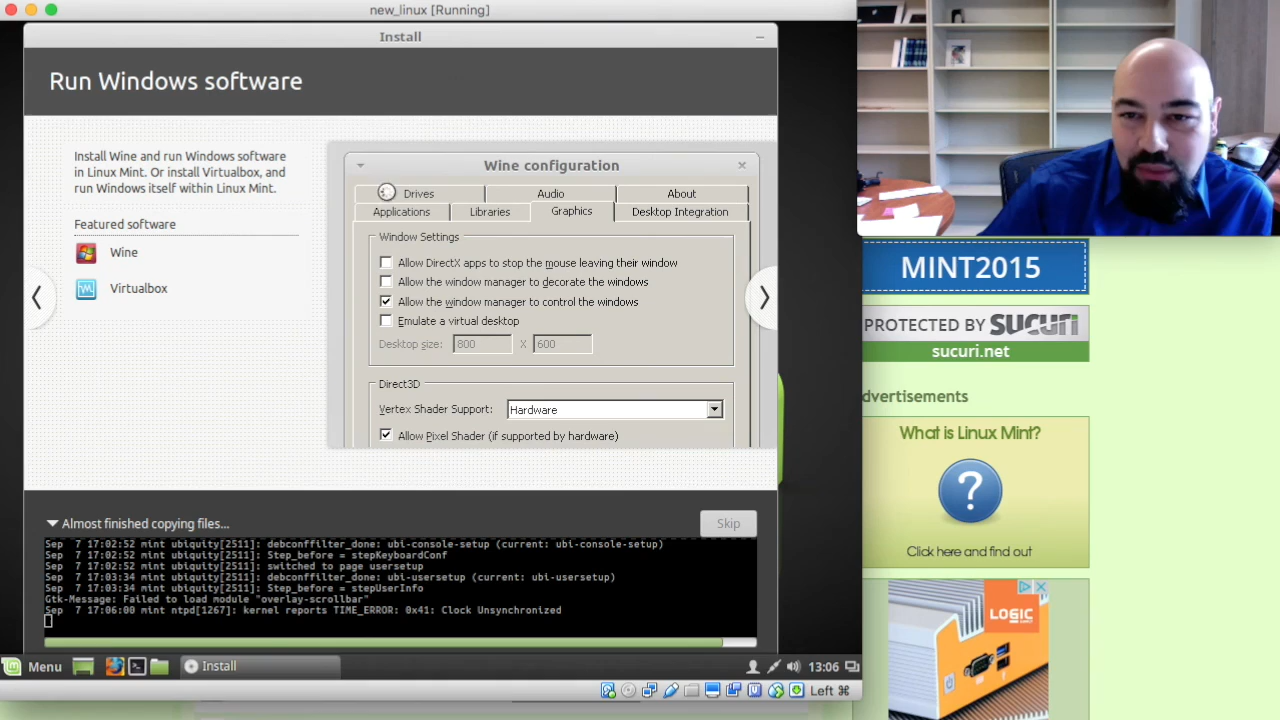 new_linux [Running]
Install
Run Windows software
Install Wine and run Windows software
in Linux Mint. Or install Virtualbox, and
run Windows itself within Linux Mint.
Featured software
Wine
Virtualbox
Wine configuration
Drives
Audio
About
Applications
Libraries
Graphics
Desktop Integration
Window Settings
Allow DirectX apps to stop the mouse leaving their window
Allow the window manager to decorate the windows
Allow the window manager to control the windows
Emulate a virtual desktop
Desktop size: 800 X 600
Direct3D
Vertex Shader Support: Hardware
Allow Pixel Shader (if supported by hardware)
Almost finished copying files...
Skip
Sep 7 17:02:52 mint ubiquity[2511]: debconffilter_done: ubi-console-setup (current: ubi-console-setup)
Sep 7 17:02:52 mint ubiquity[2511]: Step_before = stepKeyboardConf
Sep 7 17:02:52 mint ubiquity[2511]: switched to page usersetup
Sep 7 17:03:34 mint ubiquity[2511]: debconffilter_done: ubi-usersetup (current: ubi-usersetup)
Sep 7 17:03:34 mint ubiquity[2511]: Step_before = stepUserInfo
Gtk-Message: Failed to load module "overlay-scrollbar"
Sep 7 17:06:00 mint ntpd[1267]: kernel reports TIME_ERROR: 0x41: Clock Unsynchronized
Menu
Install
13:06
Left ⌘
MINT2015
PROTECTED BY SUCURI
sucuri.net
dvertisements
What is Linux Mint?
?
Click here and find out
LOGIC